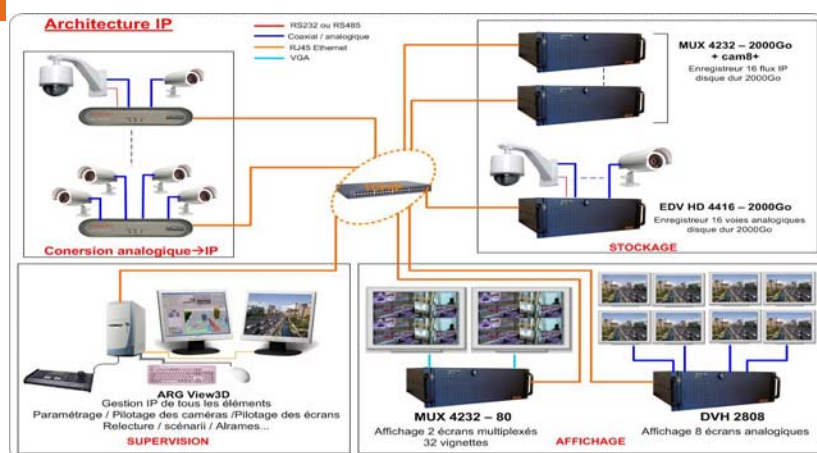 Architecture IP
RS232 ou RS485
Coaxial / analogique
RJ45 Ethernet
VGA
MUX 4232 – 2000Go
+ cam8+
Enregistreur 16 flux IP
disque dur 2000Go
EDV HD 4416 –2000Go
Enregistreur 16 voies analogiques
disque dur 2000Go
STOCKAGE
Conersion analogique→IP
ARG View3D
Gestion IP de tous les éléments
Paramétrage / Pilotage des caméras /Pilotage des écrans
Relecture / scénarii / Alrames...
SUPERVISION
MUX 4232 – 80
Affichage 2 écrans multiplexés
32 vignettes
AFFICHAGE
DVH 2808
Affichage 8 écrans analogiques